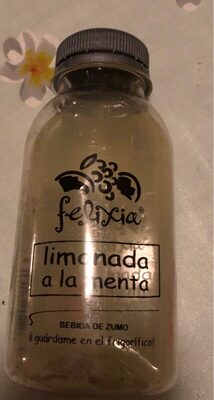 felixia®
limonada
a la menta
BEBIDA DE ZUMO
¡¡ guárdame en el frigorífico!!